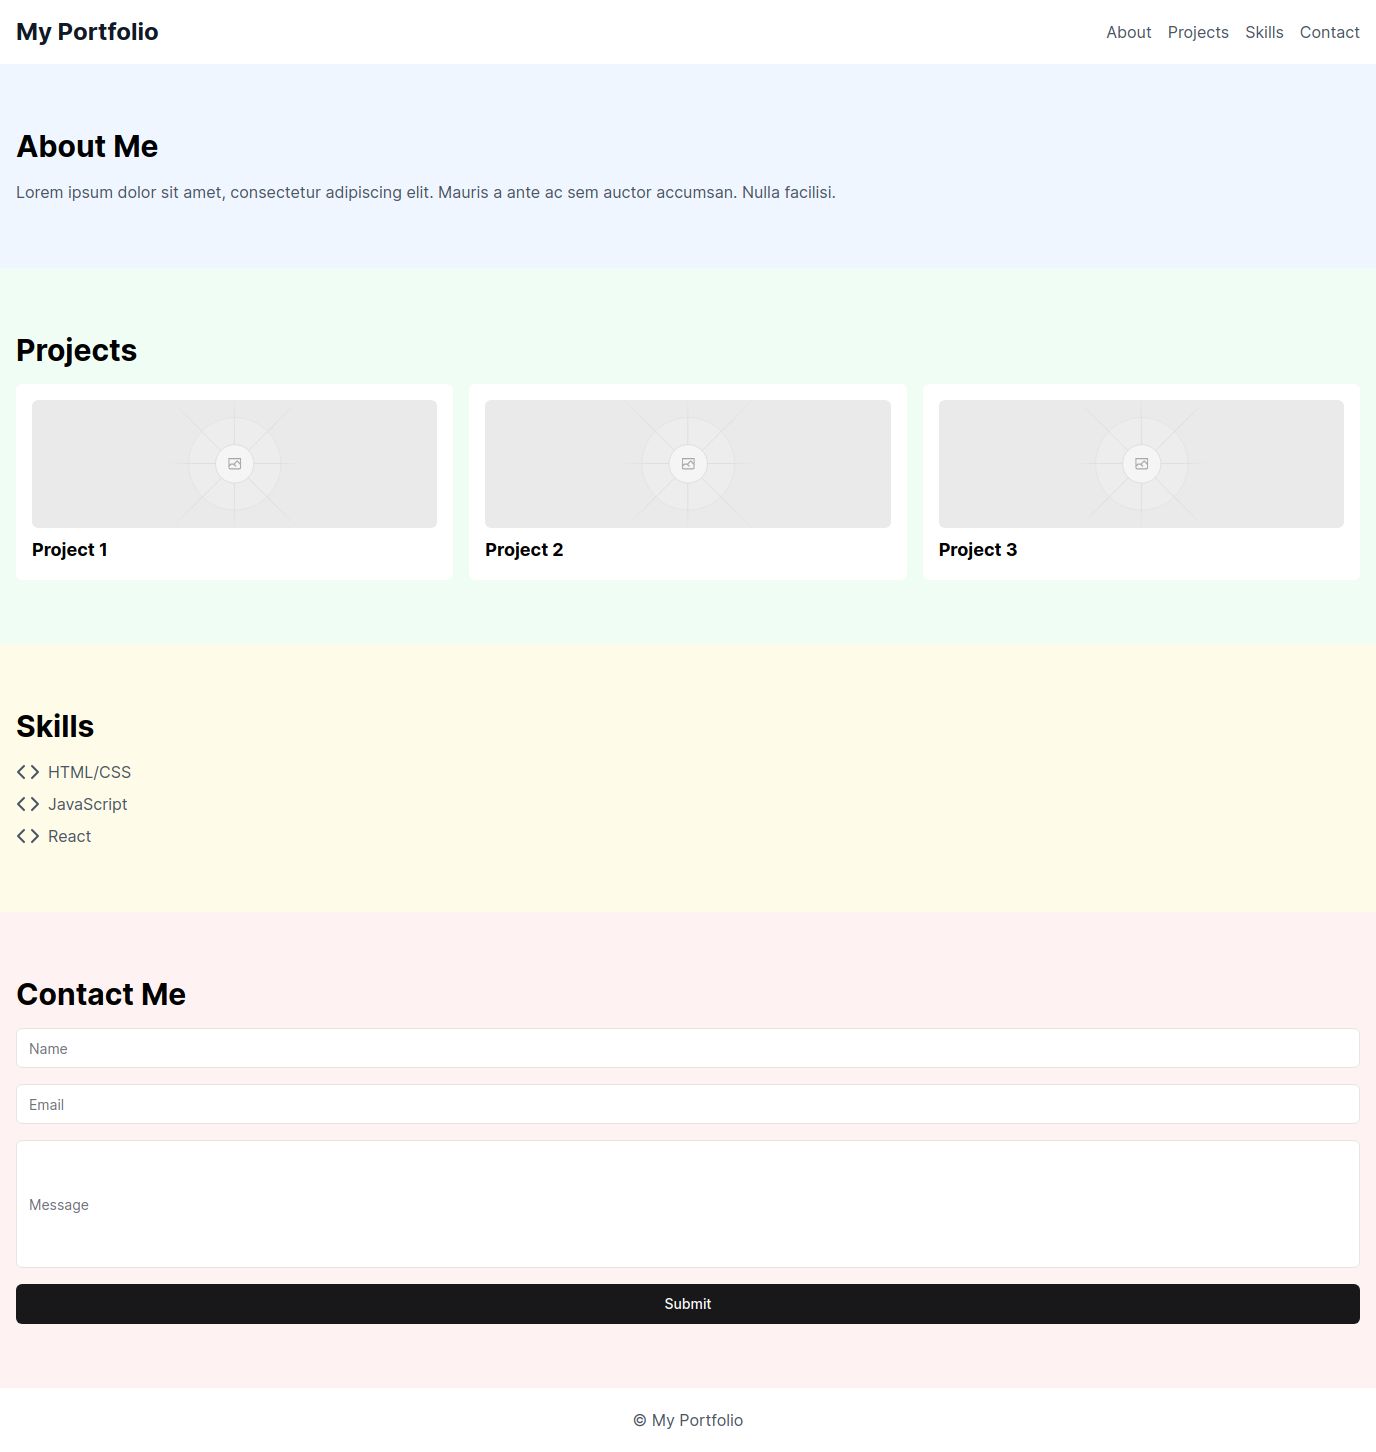 My Portfolio
About Projects Skills Contact
About Me
Lorem ipsum dolor sit amet, consectetur adipiscing elit. Mauris a ante ac sem auctor accumsan. Nulla facilisi.
Projects
Project 1
Project 2
Project 3
Skills
HTML/CSS
JavaScript
React
Contact Me
Name
Email
Message
Submit
© My Portfolio